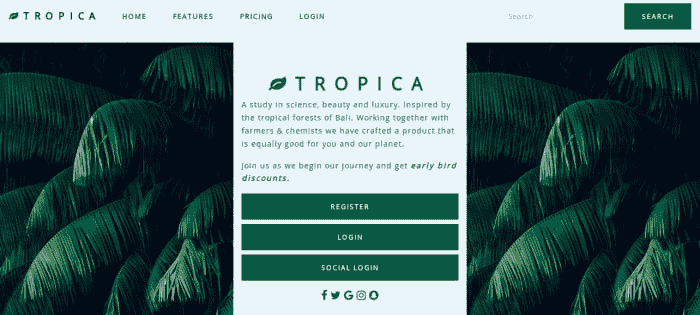 TROPICA HOME FEATURES PRICING LOGIN Search SEARCH
TROPICA
A study in science, beauty and luxury. Inspired by
the tropical forests of Bali. Working together with
farmers & chemists we have crafted a product that
is equally good for you and our planet.
Join us as we begin our journey and get early bird
discounts.
REGISTER
LOGIN
SOCIAL LOGIN